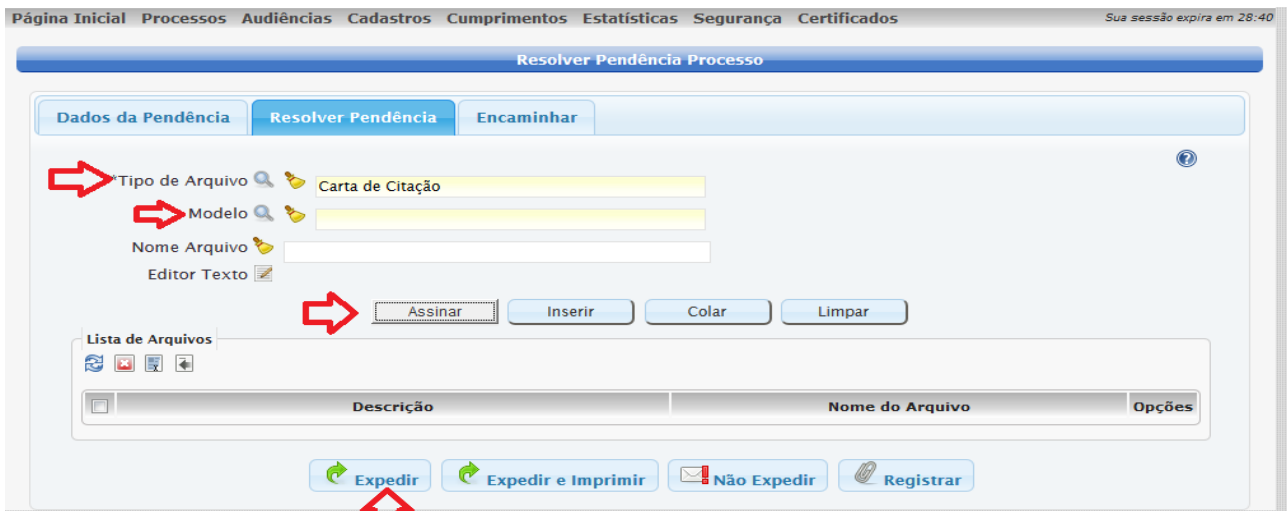 Página Inicial Processos Audiências Cadastros Cumprimentos Estatísticas Segurança Certificados Sua sessão expira em 28:40
Resolver Pendência Processo
Dados da Pendência Resolver Pendência Encaminhar
*Tipo de Arquivo Carta de Citação
Modelo
Nome Arquivo
Editor Texto
Assinar Inserir Colar Limpar
Lista de Arquivos
Descrição Nome do Arquivo Opções
Expedir Expedir e Imprimir Não Expedir Registrar